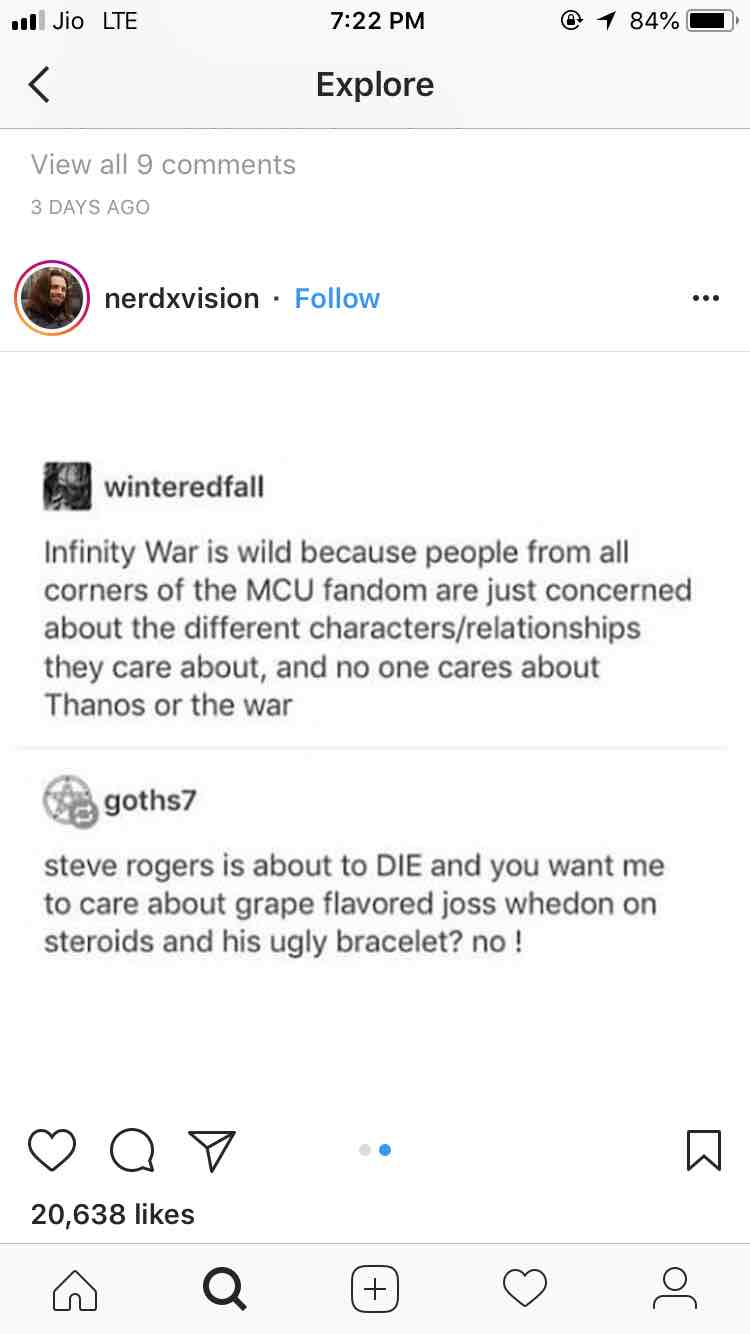 Jio LTE 7:22 PM 84%
Explore
View all 9 comments
3 DAYS AGO
nerdxvision · Follow
winteredfall
Infinity War is wild because people from all
corners of the MCU fandom are just concerned
about the different characters/relationships
they care about, and no one cares about
Thanos or the war
goths7
steve rogers is about to DIE and you want me
to care about grape flavored joss whedon on
steroids and his ugly bracelet? no !
20,638 likes